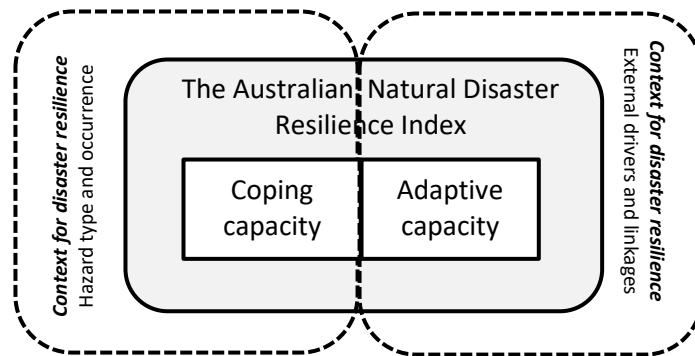 Context for disaster resilience
Hazard type and occurrence
The Australian Natural Disaster
Resilience Index
Coping
capacity
Adaptive
capacity
Context for disaster resilience
External drivers and linkages